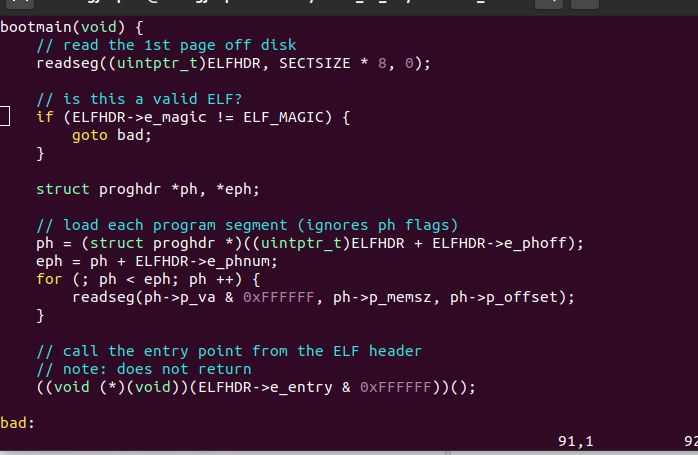 bootmain(void) {
    // read the 1st page off disk
    readseg((uintptr_t)ELFHDR, SECTSIZE * 8, 0);

    // is this a valid ELF?
    if (ELFHDR->e_magic != ELF_MAGIC) {
        goto bad;
    }

    struct proghdr *ph, *eph;

    // load each program segment (ignores ph flags)
    ph = (struct proghdr *)((uintptr_t)ELFHDR + ELFHDR->e_phoff);
    eph = ph + ELFHDR->e_phnum;
    for (; ph < eph; ph ++) {
        readseg(ph->p_va & 0xFFFFFF, ph->p_memsz, ph->p_offset);
    }

    // call the entry point from the ELF header
    // note: does not return
    ((void (*)(void))(ELFHDR->e_entry & 0xFFFFFF))();

bad:
91,1 92